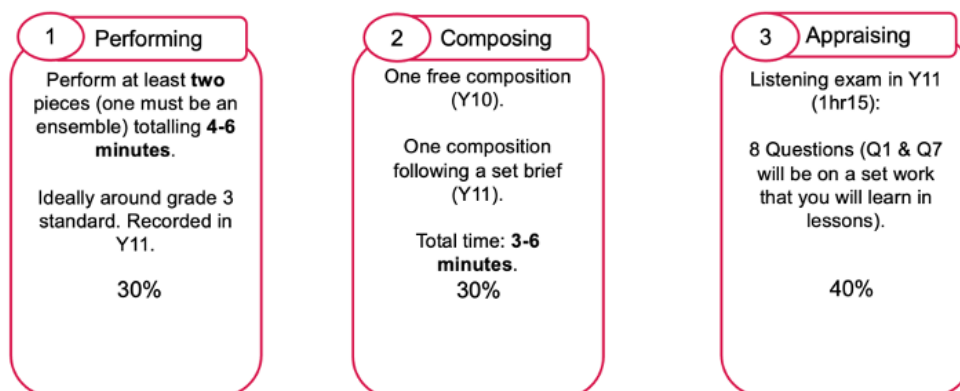 1
Performing
Perform at least two
pieces (one must be an
ensemble) totalling 4-6
minutes.
Ideally around grade 3
standard. Recorded in
Y11.
30%
2
Composing
One free composition
(Y10).
One composition
following a set brief
(Y11).
Total time: 3-6
minutes.
30%
3
Appraising
Listening exam in Y11
(1hr15):
8 Questions (Q1 & Q7
will be on a set work
that you will learn in
lessons).
40%